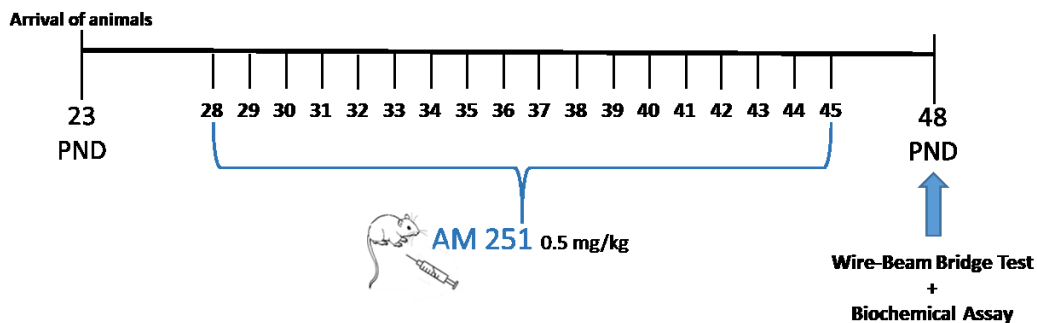 Arrival of animals
23
PND
28 29 30 31 32 33 34 35 36 37 38 39 40 41 42 43 44 45
48
PND
AM 251 0.5 mg/kg
Wire-Beam Bridge Test
+
Biochemical Assay